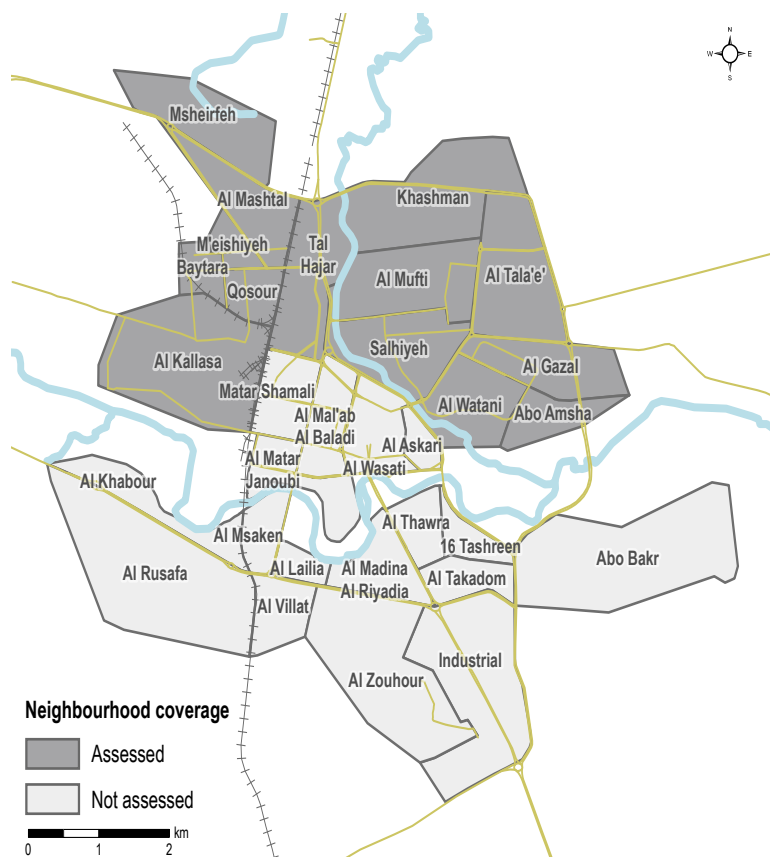 N
W E
S
Msheirfeh
Al Mashtal
Khashman
M'eishiyeh
Tal
Hajar
Baytara
Al Mufti
Al Tala'e'
Qosour
Salhiyeh
Al Kallasa
Al Gazal
Matar Shamali
Al Watani
Abo Amsha
Al Mal'ab
Al Baladi
Al Askari
Al Matar
Janoubi
Al Wasati
Al Khabour
Al Thawra
Al Msaken
16 Tashreen
Abo Bakr
Al Rusafa
Al Lailia
Al Madina
Al Riyadia
Al Takadom
Al Villat
Industrial
Al Zouhour
Neighbourhood coverage
Assessed
Not assessed
km
0 1 2